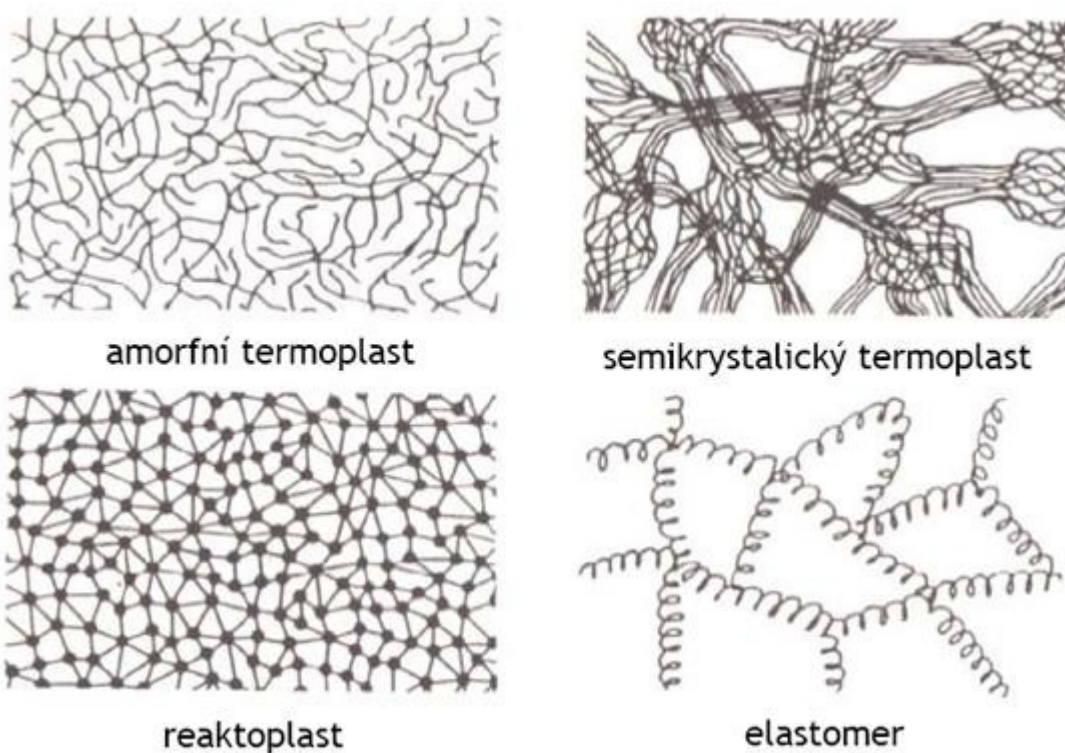 amorfní termoplast
semikrystalický termoplast
reaktoplast
elastomer